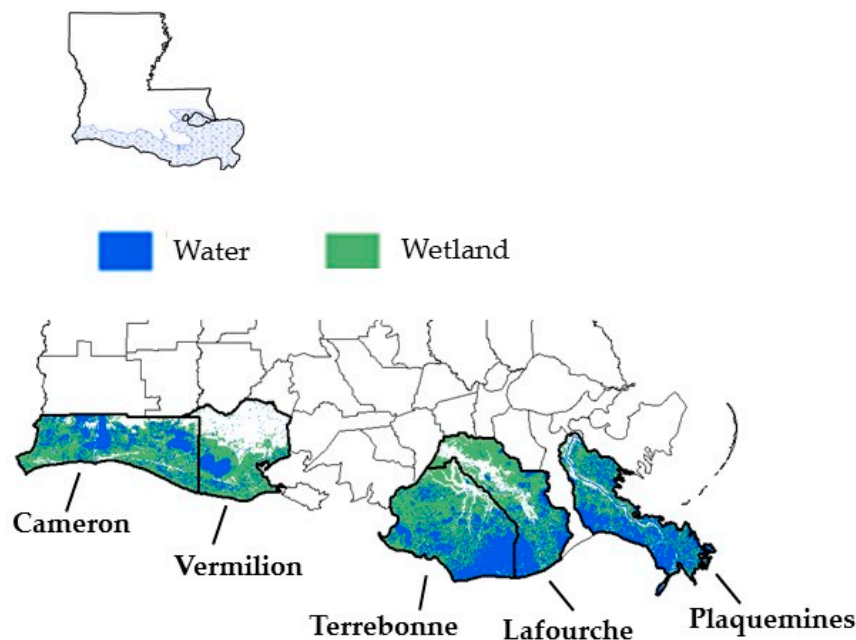 Water
Wetland
Cameron
Vermilion
Terrebonne
Lafourche
Plaquemines